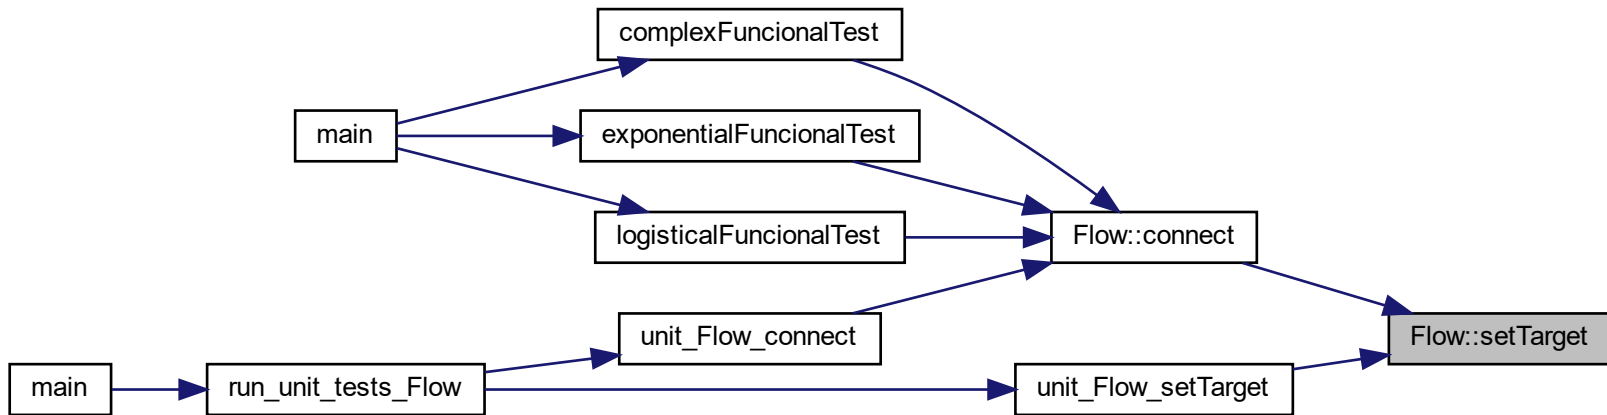 complexFuncionalTest
main
exponentialFuncionalTest
logisticalFuncionalTest
Flow::connect
unit_Flow_connect
Flow::setTarget
main
run_unit_tests_Flow
unit_Flow_setTarget